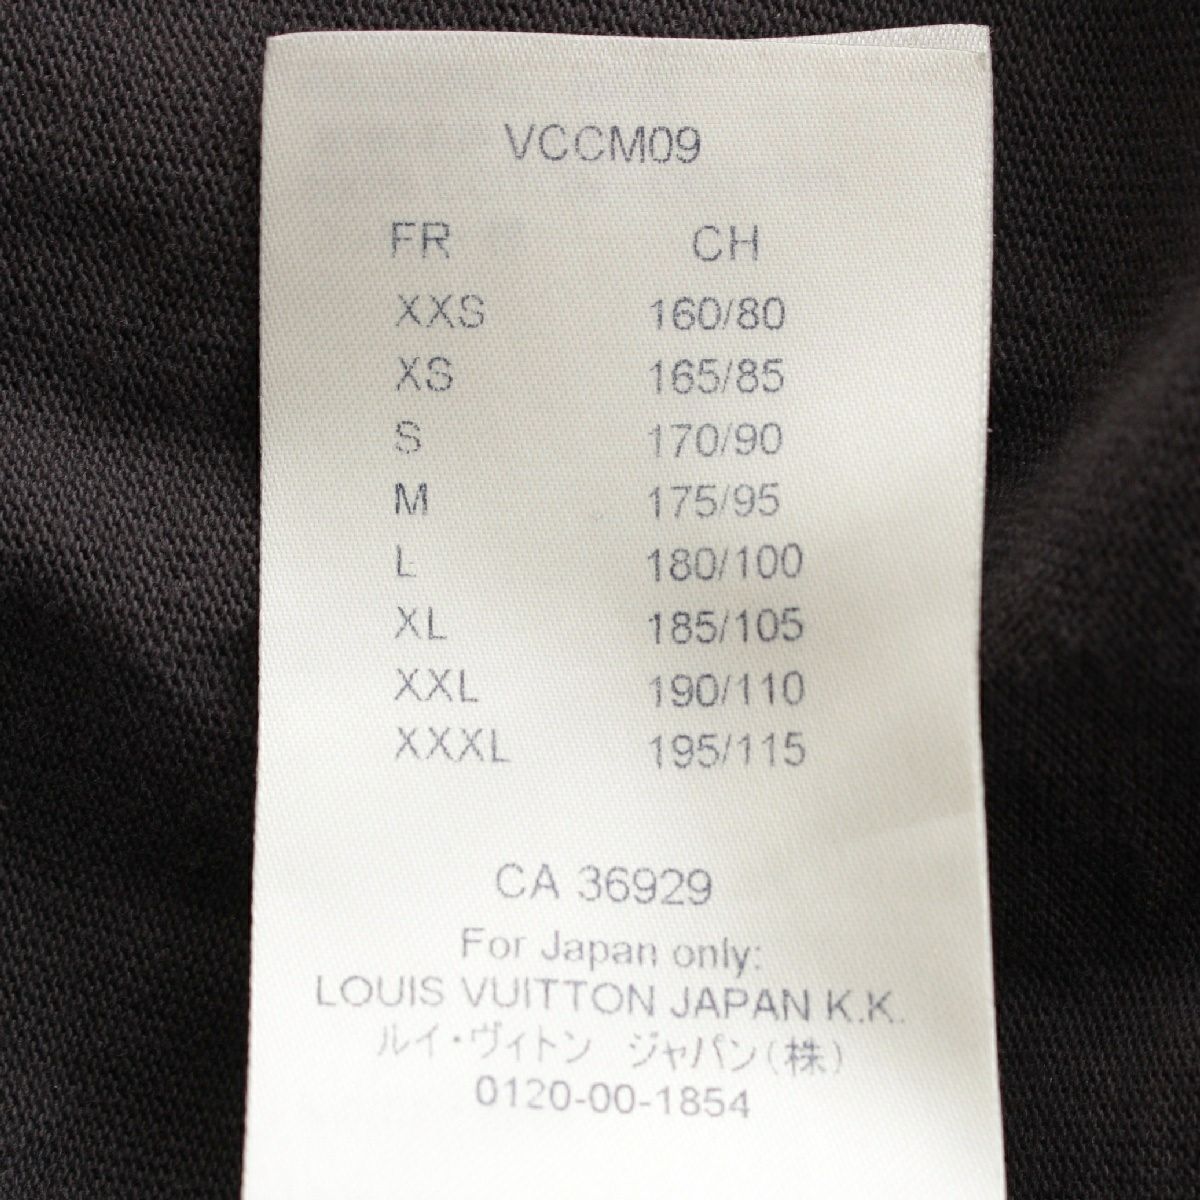 VCCM09
FR CH
XXS 160/80
XS 165/85
S 170/90
M 175/95
L 180/100
XL 185/105
XXL 190/110
XXXL 195/115
CA 36929
For Japan only:
LOUIS VUITTON JAPAN K.K.
ルイ・ヴィトン ジャパン(株)
0120-00-1854